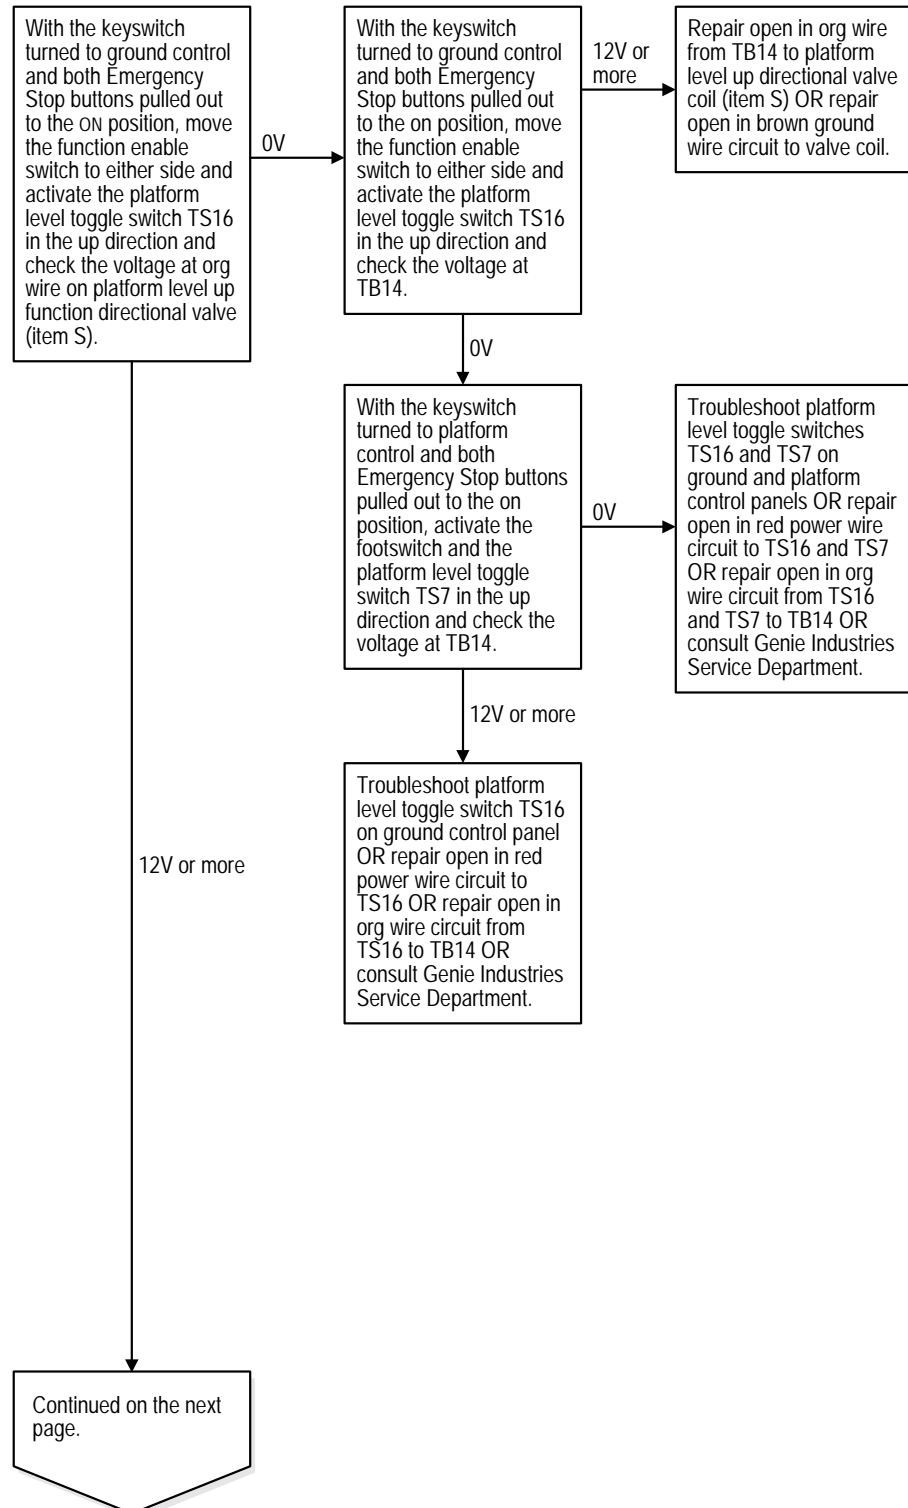 With the keyswitch
turned to ground control
and both Emergency
Stop buttons pulled out
to the ON position, move
the function enable
switch to either side and
activate the platform
level toggle switch TS16
in the up direction and
check the voltage at org
wire on platform level up
function directional valve
(item S).
0V
With the keyswitch
turned to ground control
and both Emergency
Stop buttons pulled out
to the on position, move
the function enable
switch to either side and
activate the platform
level toggle switch TS16
in the up direction and
check the voltage at
TB14.
12V or
more
Repair open in org wire
from TB14 to platform
level up directional valve
coil (item S) OR repair
open in brown ground
wire circuit to valve coil.
0V
With the keyswitch
turned to platform
control and both
Emergency Stop buttons
pulled out to the on
position, activate the
footswitch and the
platform level toggle
switch TS7 in the up
direction and check the
voltage at TB14.
0V
Troubleshoot platform
level toggle switches
TS16 and TS7 on
ground and platform
control panels OR repair
open in red power wire
circuit to TS16 and TS7
OR repair open in org
wire circuit from TS16
and TS7 to TB14 OR
consult Genie Industries
Service Department.
12V or more
Troubleshoot platform
level toggle switch TS16
on ground control panel
OR repair open in red
power wire circuit to
TS16 OR repair open in
org wire circuit from
TS16 to TB14 OR
consult Genie Industries
Service Department.
12V or more
Continued on the next
page.